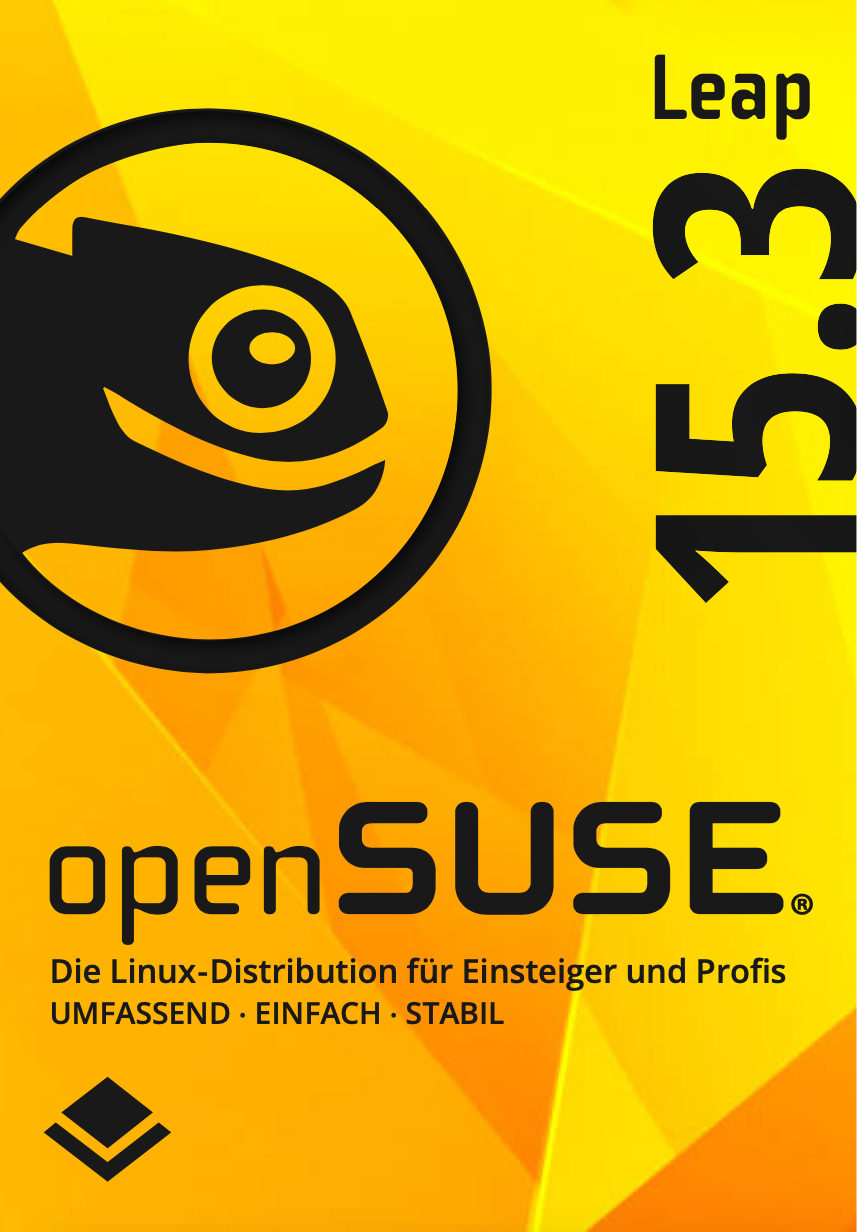 Leap
15.3
openSUSE®
Die Linux-Distribution für Einsteiger und Profis
UMFASSEND · EINFACH · STABIL